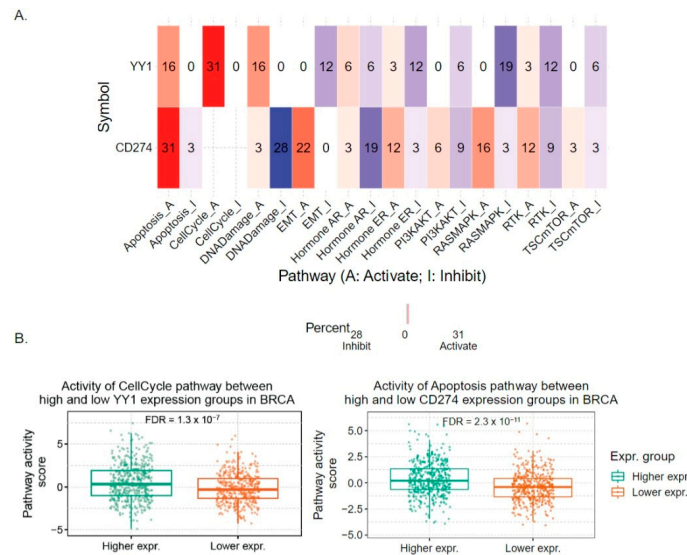 A.
YY1 16 0 31 0 16 0 0 12 6 6 3 12 0 6 0 19 3 12 0 6
Symbol
CD274 31 3 3 28 22 0 3 19 12 3 6 9 16 3 12 9 3 3
Apoptosis_A Apoptosis_I CellCycle_A CellCycle_I DNADamage_A DNADamage_I EMT_A EMT_I Hormone AR_A Hormone AR_I Hormone ER_A Hormone ER_I PI3KAKT_A PI3KAKT_I RASMAPK_A RASMAPK_I RTK_A RTK_I TSCmTOR_A TSCmTOR_I
Pathway (A: Activate; I: Inhibit)
Percent 28 0 31
Inhibit Activate
B.
Activity of CellCycle pathway between
high and low YY1 expression groups in BRCA
FDR = 1.3 x 10⁻⁷
Pathway activity
score
5
0
−5
Higher expr. Lower expr.
Activity of Apoptosis pathway between
high and low CD274 expression groups in BRCA
FDR = 2.3 x 10⁻¹¹
Pathway activity
score
5.0
2.5
0.0
−2.5
−5.0
Higher expr. Lower expr.
Expr. group
Higher expr
Lower expr.